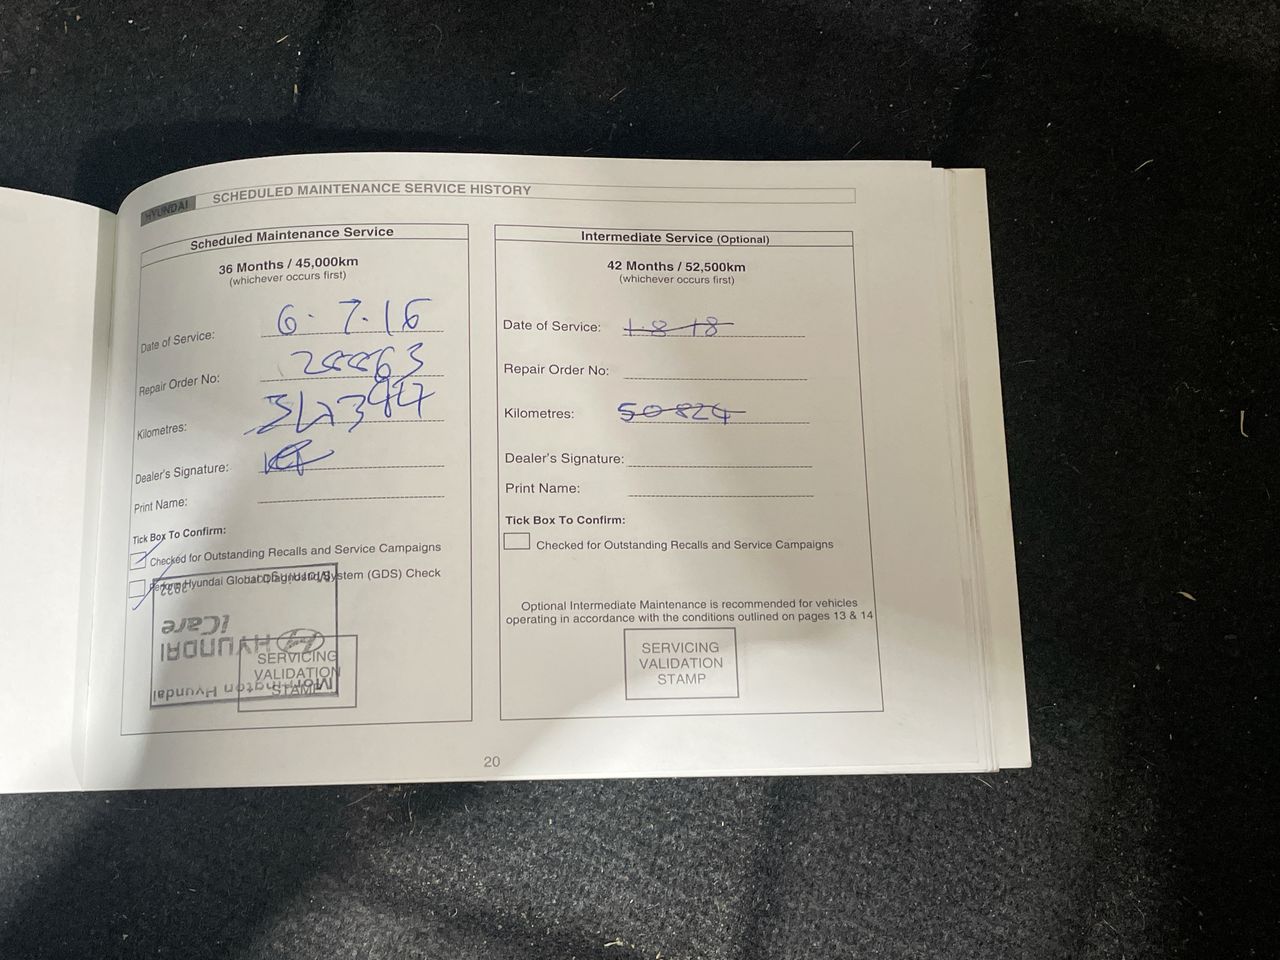 HYUNDAI SCHEDULED MAINTENANCE SERVICE HISTORY
Scheduled Maintenance Service
36 Months / 45,000km
(whichever occurs first)
Date of Service: 6.7.16
Repair Order No:
Kilometres:
Dealer's Signature:
Print Name:
Tick Box To Confirm:
Checked for Outstanding Recalls and Service Campaigns
Perform Hyundai Global Diagnostic System (GDS) Check
Mornington Hyundai
HYUNDAI
iCare
Mornington
3932
SERVICING
VALIDATION
STAMP
Intermediate Service (Optional)
42 Months / 52,500km
(whichever occurs first)
Date of Service: 1-8-18
Repair Order No:
Kilometres: 50824
Dealer's Signature:
Print Name:
Tick Box To Confirm:
Checked for Outstanding Recalls and Service Campaigns
Optional Intermediate Maintenance is recommended for vehicles
operating in accordance with the conditions outlined on pages 13 & 14
SERVICING
VALIDATION
STAMP
20